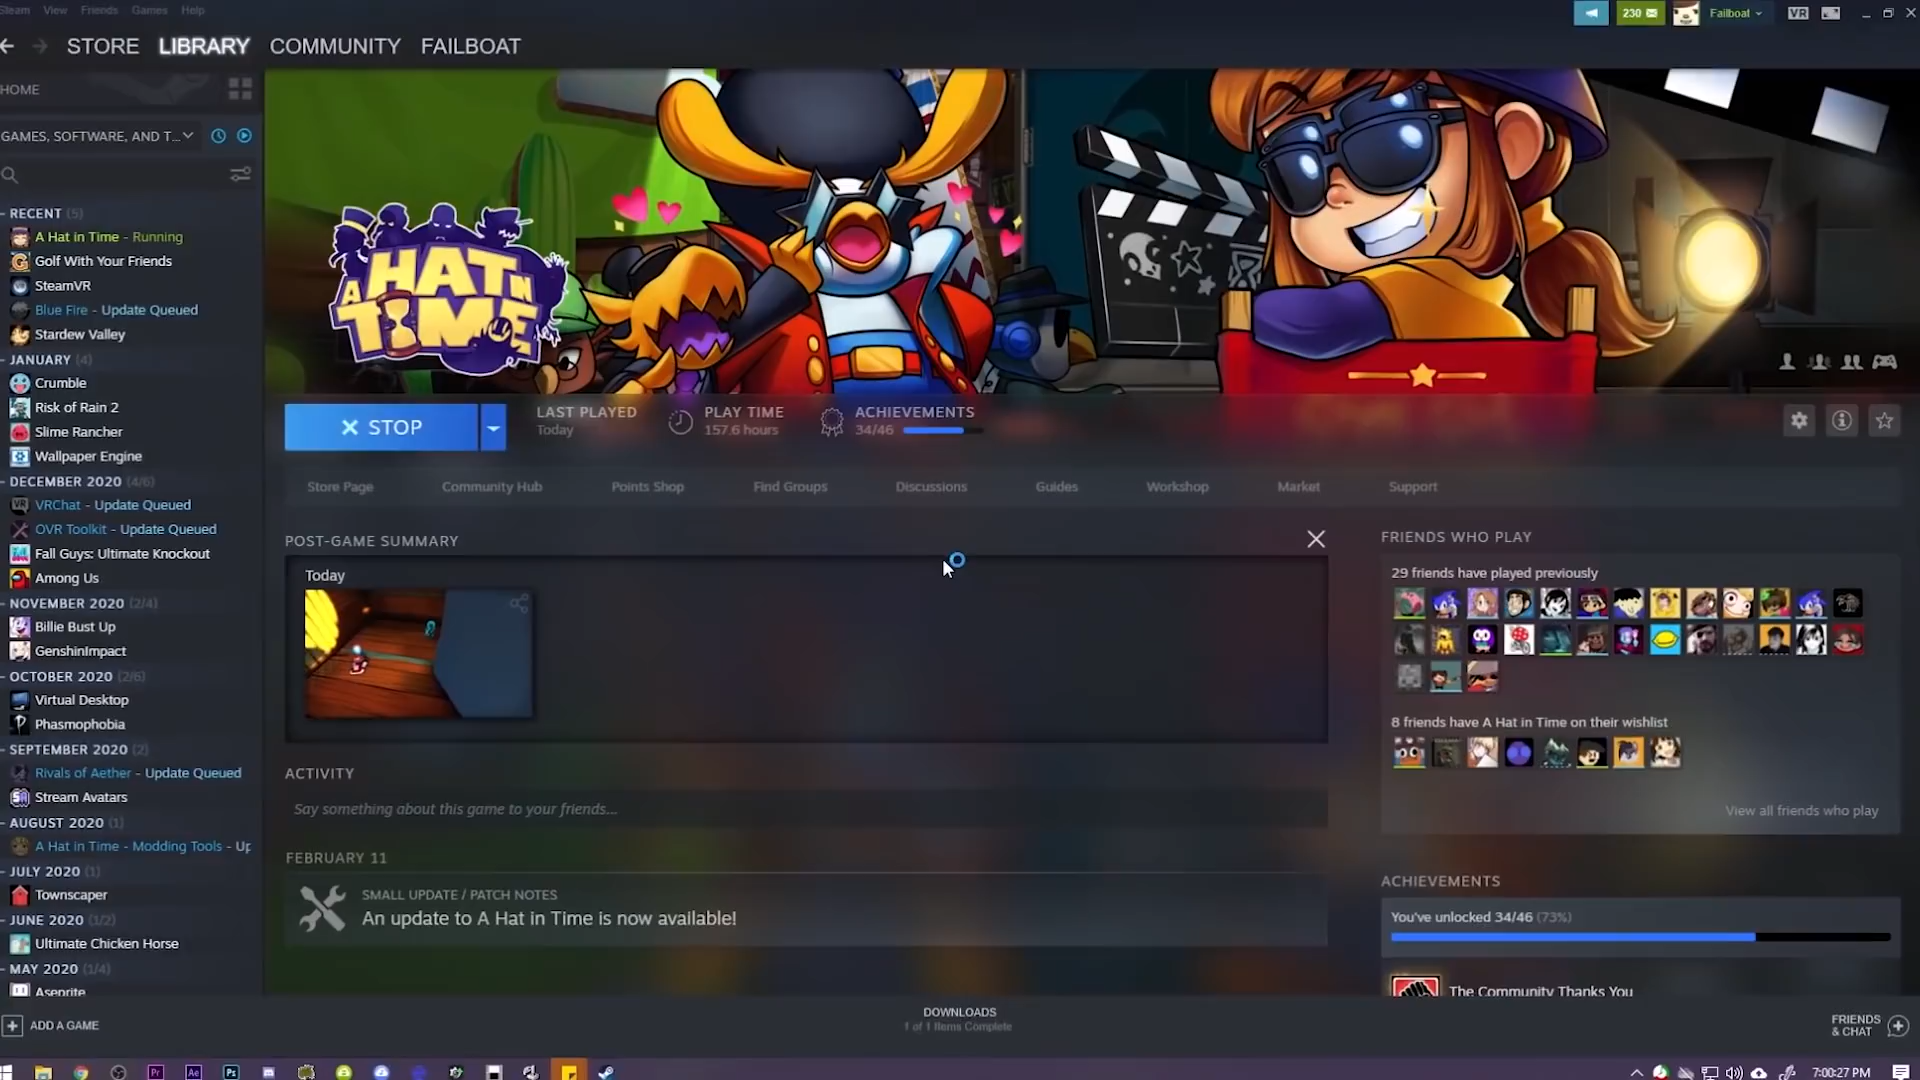 Steam View Friends Games Help
230 Failboat VR
STORE LIBRARY COMMUNITY FAILBOAT
HOME
GAMES, SOFTWARE, AND T...
- RECENT (5)
A Hat in Time - Running
Golf With Your Friends
SteamVR
Blue Fire - Update Queued
Stardew Valley
- JANUARY (4)
Crumble
Risk of Rain 2
Slime Rancher
Wallpaper Engine
- DECEMBER 2020 (4/6)
VRChat - Update Queued
OVR Toolkit - Update Queued
Fall Guys: Ultimate Knockout
Among Us
- NOVEMBER 2020 (2/4)
Billie Bust Up
GenshinImpact
- OCTOBER 2020 (2/6)
Virtual Desktop
Phasmophobia
- SEPTEMBER 2020 (2)
Rivals of Aether - Update Queued
Stream Avatars
- AUGUST 2020 (1)
A Hat in Time - Modding Tools - Up
- JULY 2020 (1)
Townscaper
- JUNE 2020 (1/2)
Ultimate Chicken Horse
- MAY 2020 (1/4)
Aseprite
+ ADD A GAME
A HAT IN TIME
STOP
LAST PLAYED
Today
PLAY TIME
157.6 hours
ACHIEVEMENTS
34/46
Store Page Community Hub Points Shop Find Groups Discussions Guides Workshop Market Support
POST-GAME SUMMARY
Today
ACTIVITY
Say something about this game to your friends...
FEBRUARY 11
SMALL UPDATE / PATCH NOTES
An update to A Hat in Time is now available!
FRIENDS WHO PLAY
29 friends have played previously
8 friends have A Hat in Time on their wishlist
View all friends who play
ACHIEVEMENTS
You've unlocked 34/46 (73%)
The Community Thanks You
DOWNLOADS
1 of 1 Items Complete
FRIENDS
& CHAT
Pr Ae Ps
7:00:27 PM